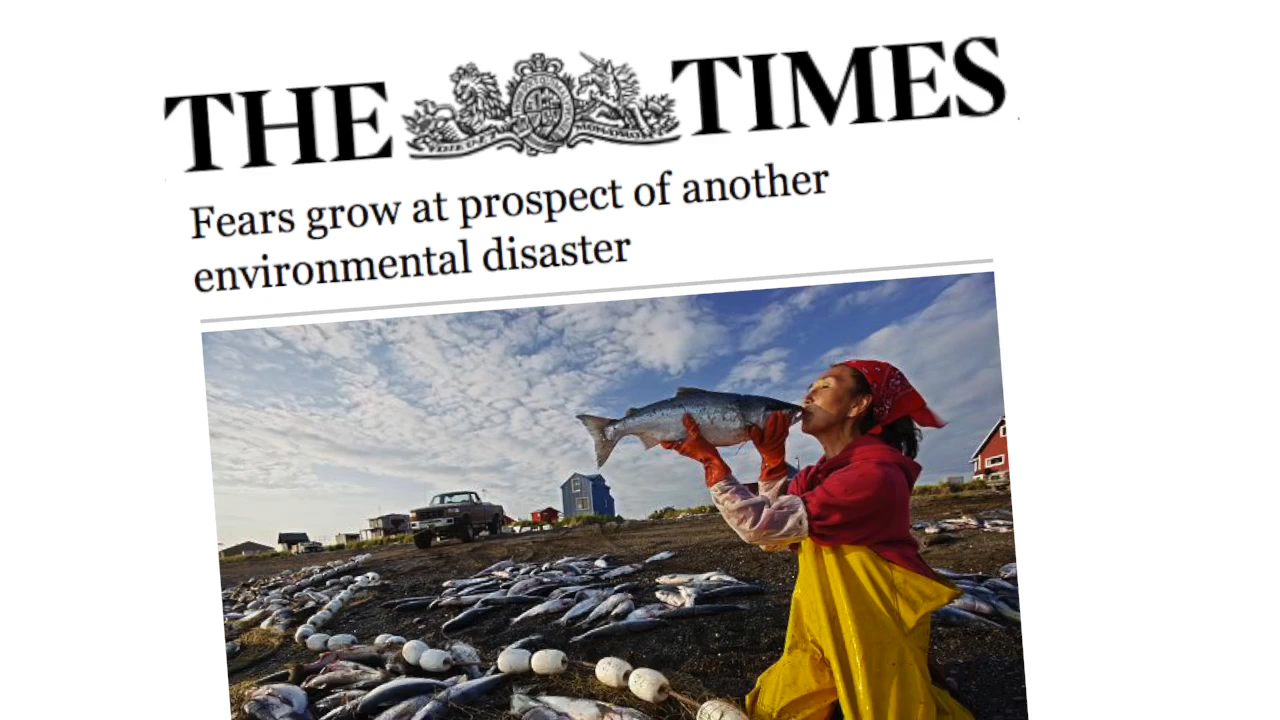 THE TIMES
Fears grow at prospect of another
environmental disaster